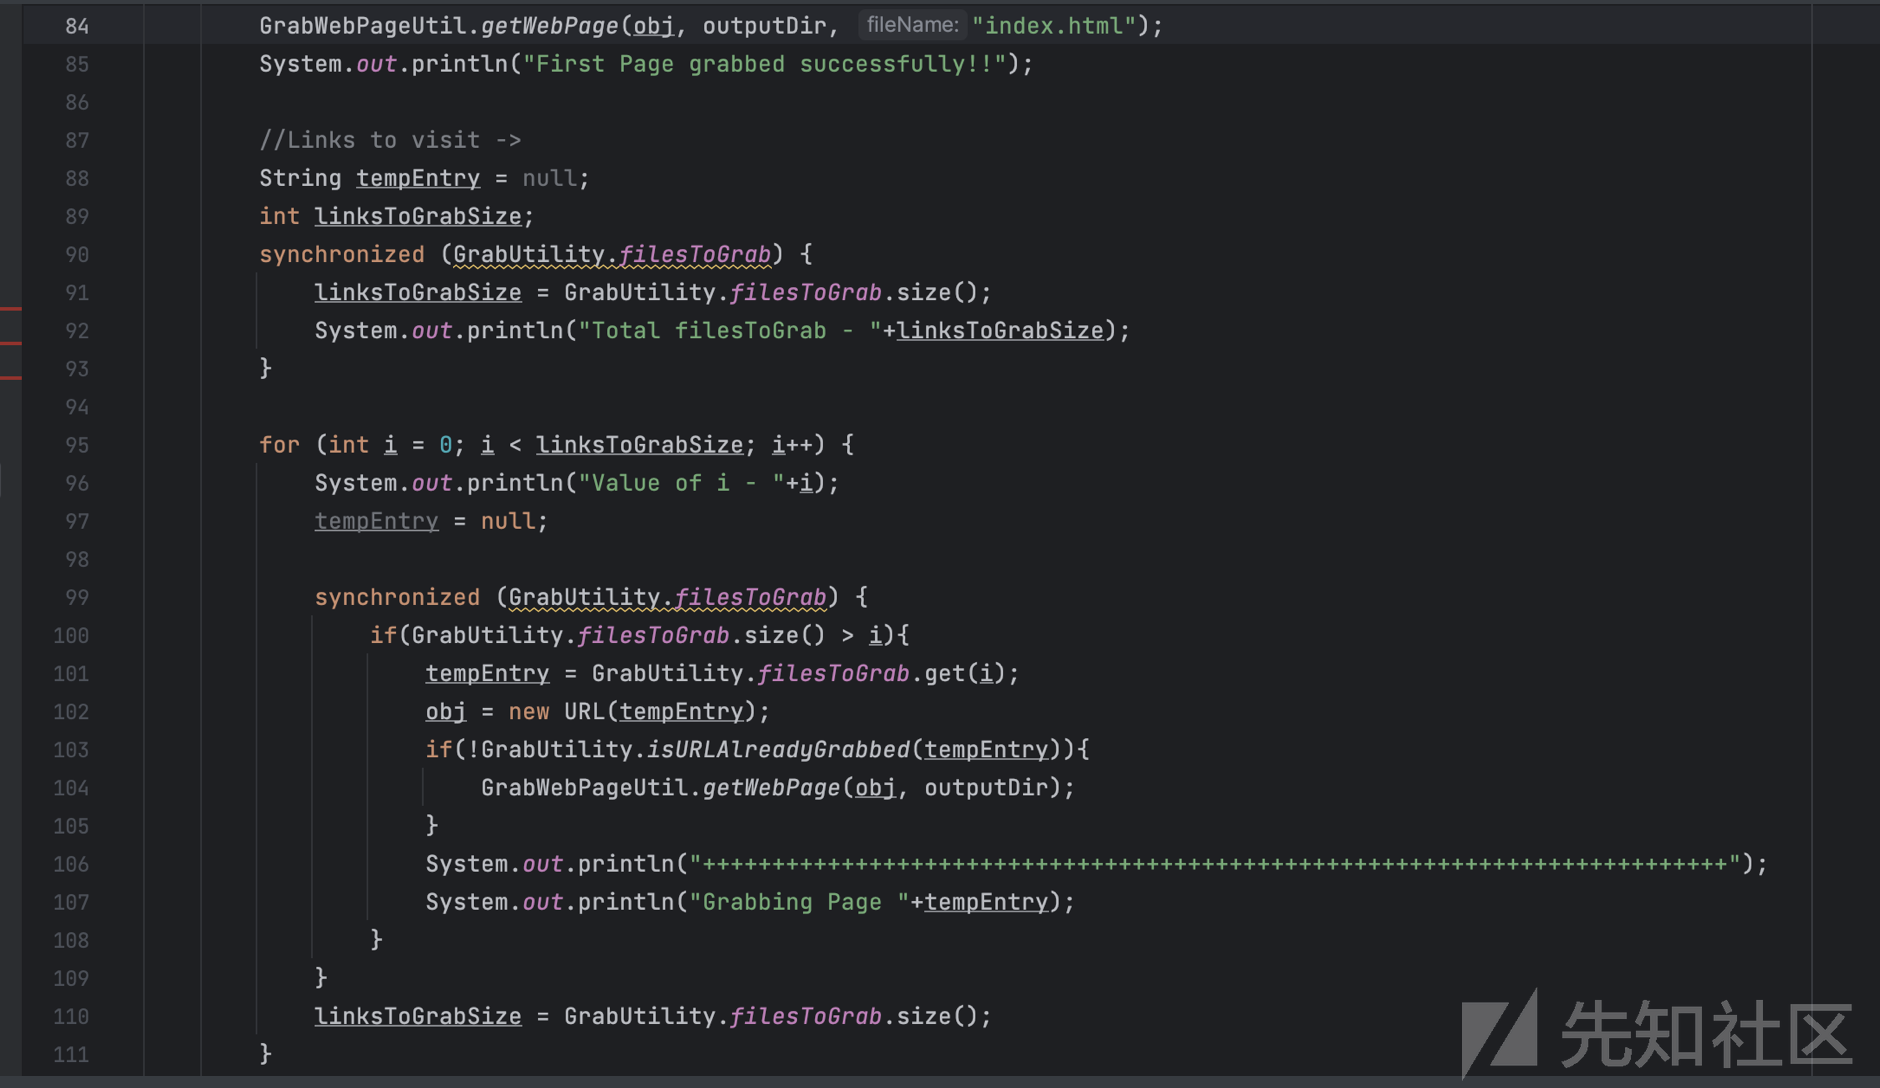 84 GrabWebPageUtil.getWebPage(obj, outputDir, fileName: "index.html");
85 System.out.println("First Page grabbed successfully!!");
86
87 //Links to visit ->
88 String tempEntry = null;
89 int linksToGrabSize;
90 synchronized (GrabUtility.filesToGrab) {
91 linksToGrabSize = GrabUtility.filesToGrab.size();
92 System.out.println("Total filesToGrab - "+linksToGrabSize);
93 }
94
95 for (int i = 0; i < linksToGrabSize; i++) {
96 System.out.println("Value of i - "+i);
97 tempEntry = null;
98
99 synchronized (GrabUtility.filesToGrab) {
100 if(GrabUtility.filesToGrab.size() > i){
101 tempEntry = GrabUtility.filesToGrab.get(i);
102 obj = new URL(tempEntry);
103 if(!GrabUtility.isURLAlreadyGrabbed(tempEntry)){
104 GrabWebPageUtil.getWebPage(obj, outputDir);
105 }
106 System.out.println("++++++++++++++++++++++++++++++++++++++++++++++++++++++++++++++++++++++++++");
107 System.out.println("Grabbing Page "+tempEntry);
108 }
109 }
110 linksToGrabSize = GrabUtility.filesToGrab.size();
111 }
先知社区